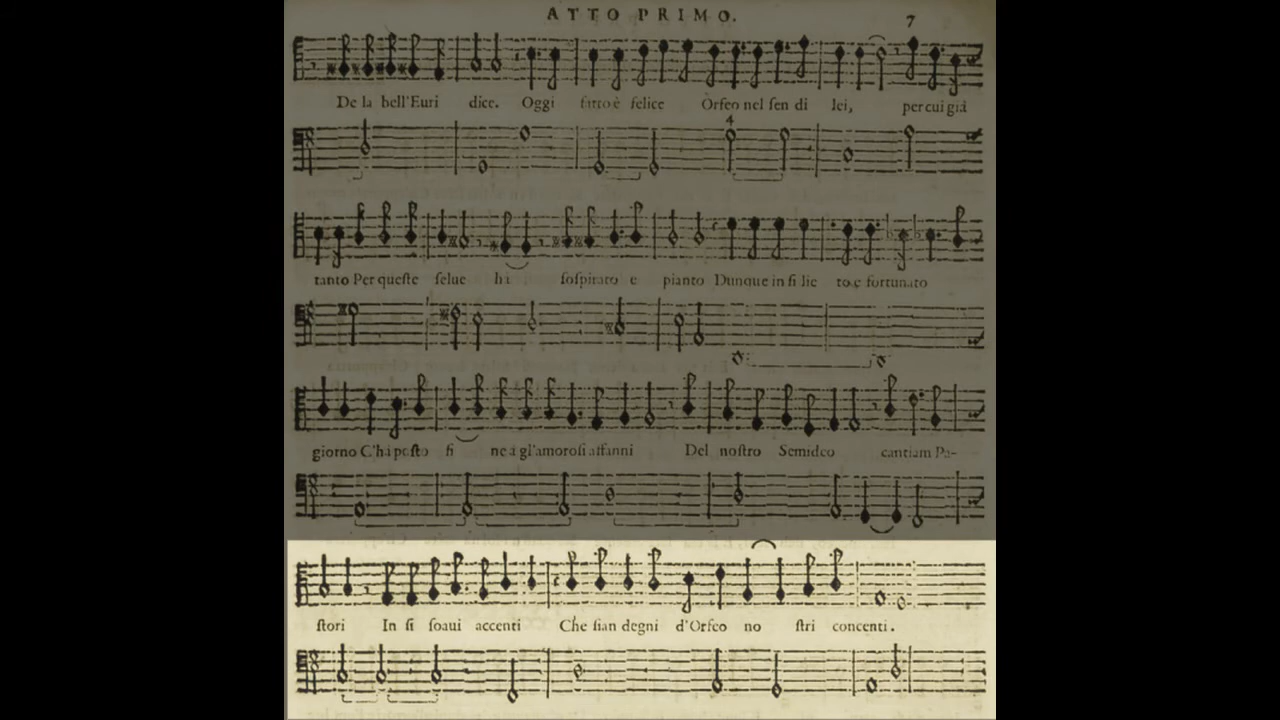 ATTO PRIMO. 7
De la bell'Euri dice. Oggi fatto è felice Orfeo nel sen di lei, per cui già
4
tanto Per queste selue ha sospirato e pianto Dunque in si lie to, e fortunato
giorno C'hà posto fi ne à gl'amorosi affanni Del nostro Semideo cantiam Pa-
stori In si soaui accenti Che sian degni d'Orfeo no stri concenti.